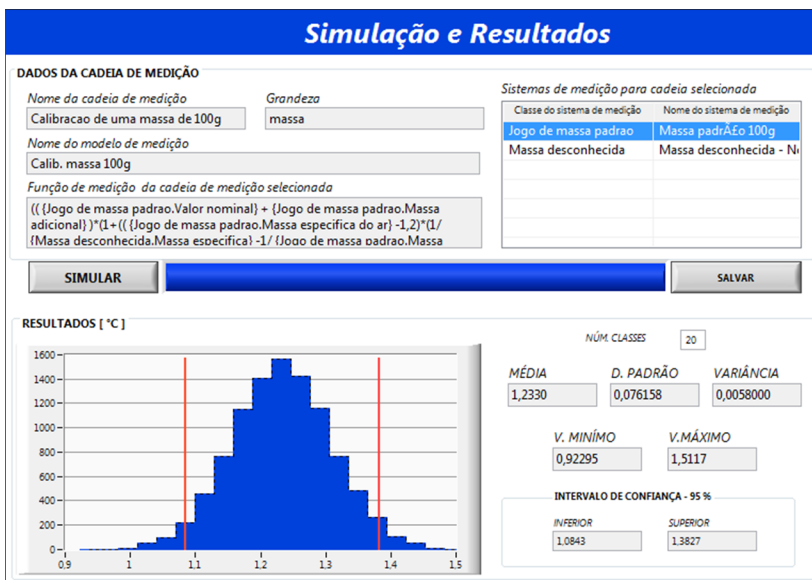 Simulação e Resultados
DADOS DA CADEIA DE MEDIÇÃO
Nome da cadeia de medição
Grandeza
Calibracao de uma massa de 100g
massa
Nome do modelo de medição
Calib. massa 100g
Função de medição da cadeia de medição selecionada
(( {Jogo de massa padrao.Valor nominal} + {Jogo de massa padrao.Massa
adicional} )*(1+(( {Jogo de massa padrao.Massa especifica do ar} -1,2)*(1/
{Massa desconhecida.Massa especifica} -1/ {Jogo de massa padrao.Massa
Sistemas de medição para cadeia selecionada
Classe do sistema de medição
Nome do sistema de medição
Jogo de massa padrao
Massa padrÃ£o 100g
Massa desconhecida
Massa desconhecida - N
SIMULAR
SALVAR
RESULTADOS [ °C ]
1600
1400
1200
1000
800
600
400
200
0
0,9
1
1,1
1,2
1,3
1,4
1,5
NÚM. CLASSES
20
MÉDIA
D. PADRÃO
VARIÂNCIA
1,2330
0,076158
0,0058000
V. MINÍMO
V.MÁXIMO
0,92295
1,5117
INTERVALO DE CONFIANÇA - 95 %
INFERIOR
SUPERIOR
1,0843
1,3827